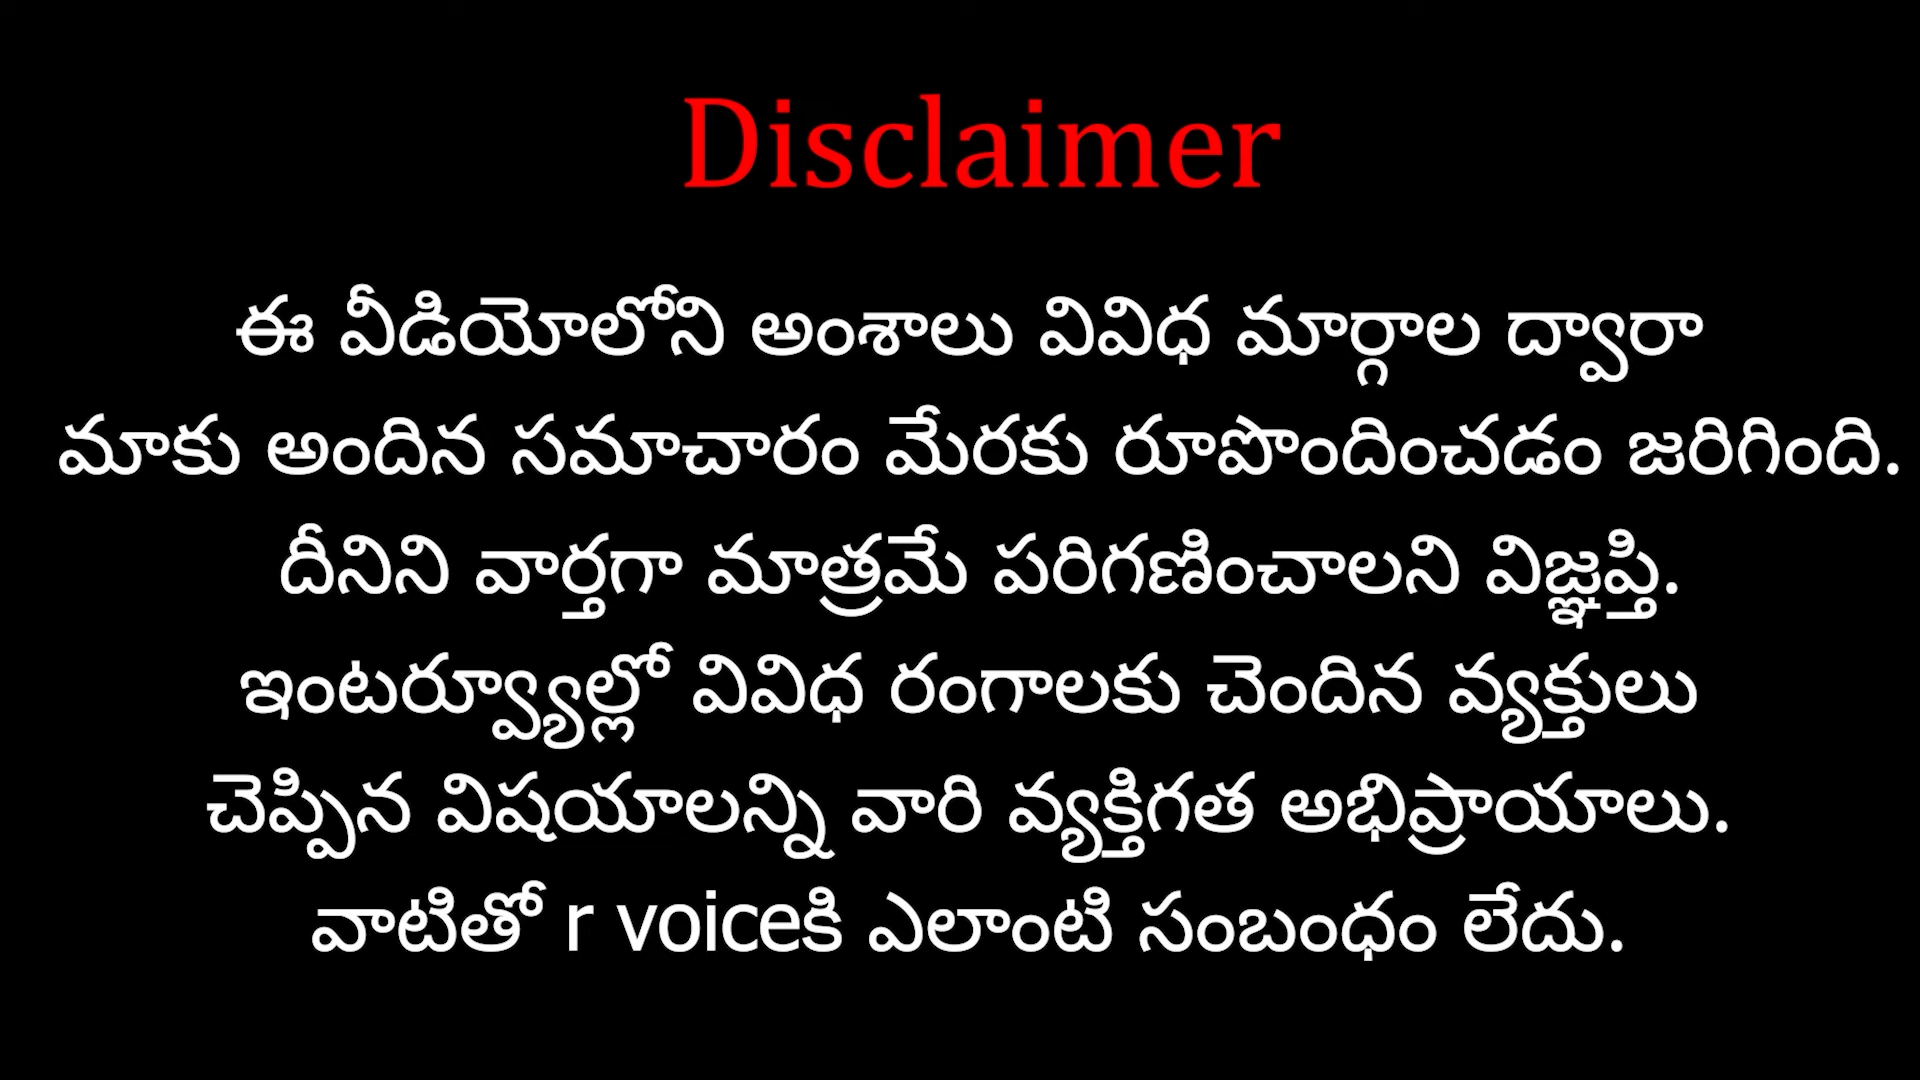 Disclaimer
ఈ వీడియోలోని అంశాలు వివిధ మార్గాల ద్వారా
మాకు అందిన సమాచారం మేరకు రూపొందించడం జరిగింది.
దీనిని వార్తగా మాత్రమే పరిగణించాలని విజ్ఞప్తి.
ఇంటర్వ్యూల్లో వివిధ రంగాలకు చెందిన వ్యక్తులు
చెప్పిన విషయాలన్ని వారి వ్యక్తిగత అభిప్రాయాలు.
వాటితో r voiceకి ఎలాంటి సంబంధం లేదు.